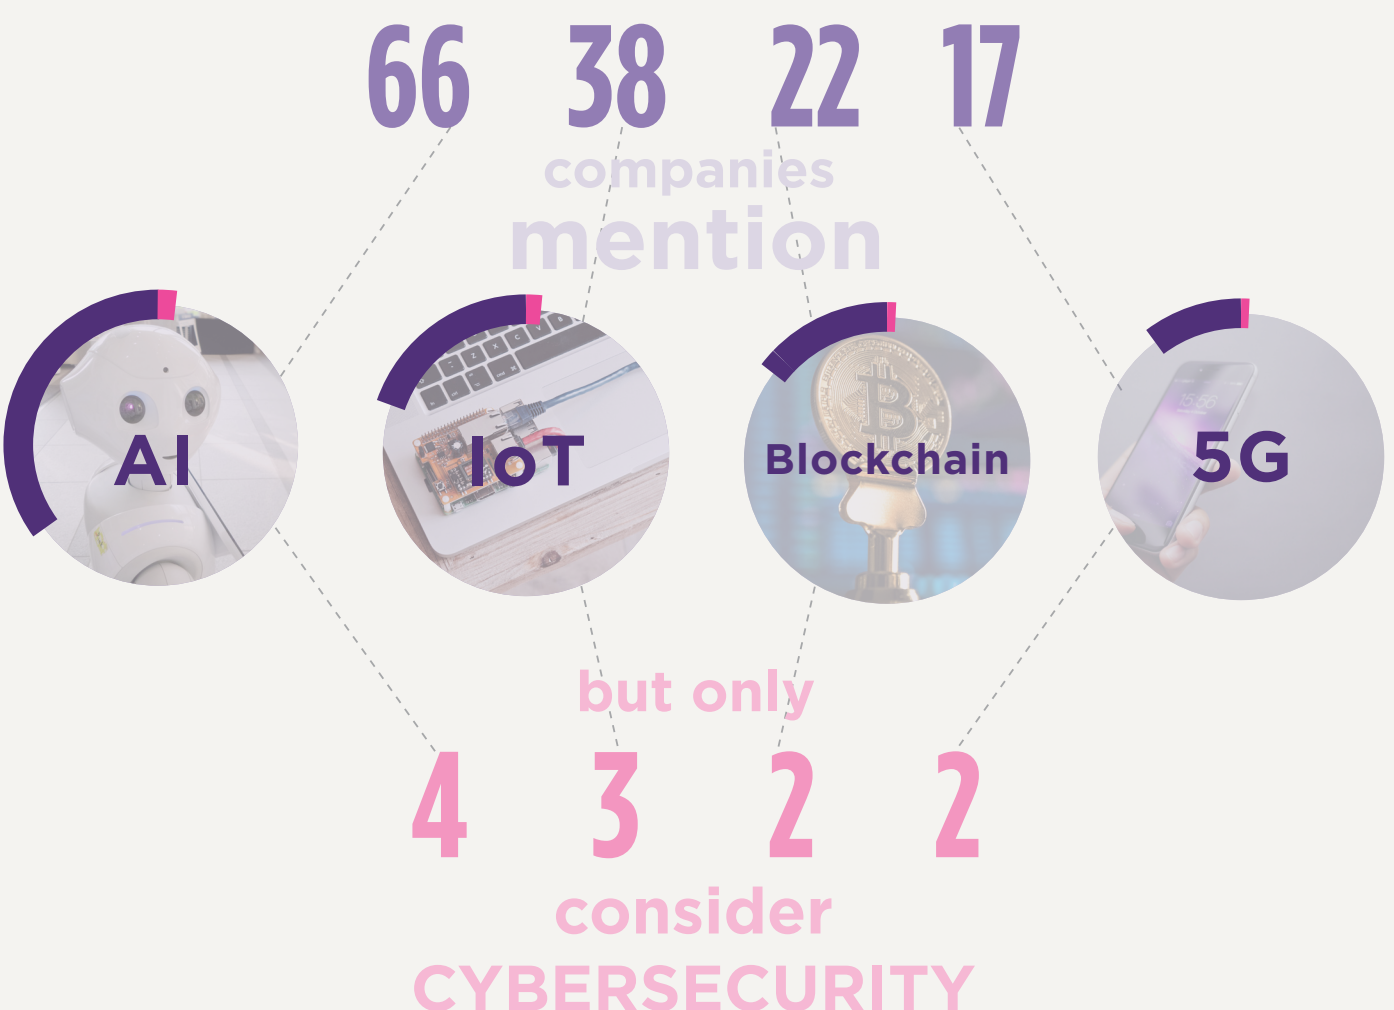 66 38 22 17
companies
mention
AI IoT Blockchain 5G
but only
4 3 2 2
consider
CYBERSECURITY